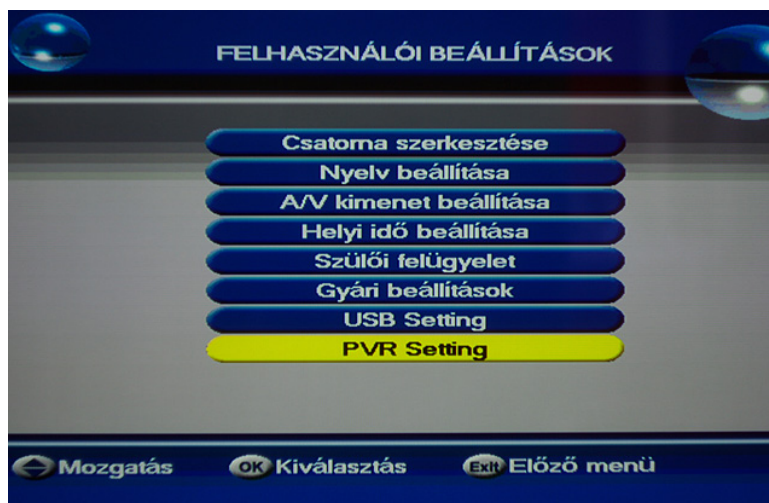 FELHASZNÁLÓI BEÁLLÍTÁSOK
Csatorna szerkesztése
Nyelv beállítása
A/V kimenet beállítása
Helyi idő beállítása
Szülői felügyelet
Gyári beállítások
USB Setting
PVR Setting
Mozgatás OK Kiválasztás Exit Előző menü